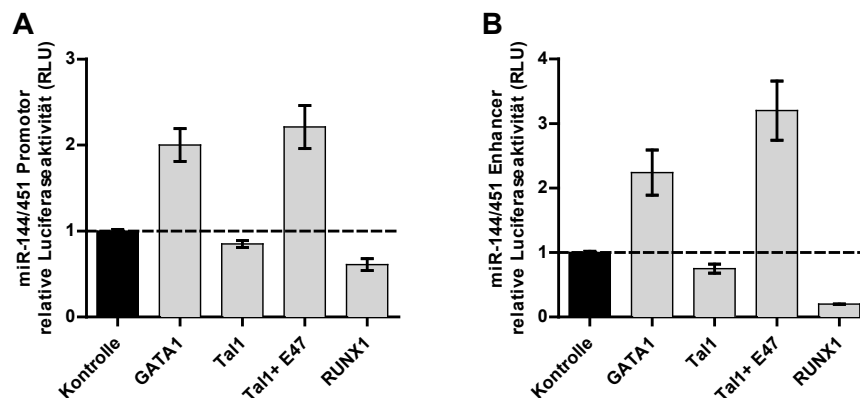 A
miR-144/451 Promotor
relative Luciferaseaktivität (RLU)
3
2
1
0
Kontrolle
GATA1
Tal1
Tal1+ E47
RUNX1
B
miR-144/451 Enhancer
relative Luciferaseaktivität (RLU)
4
3
2
1
0
Kontrolle
GATA1
Tal1
Tal1+ E47
RUNX1